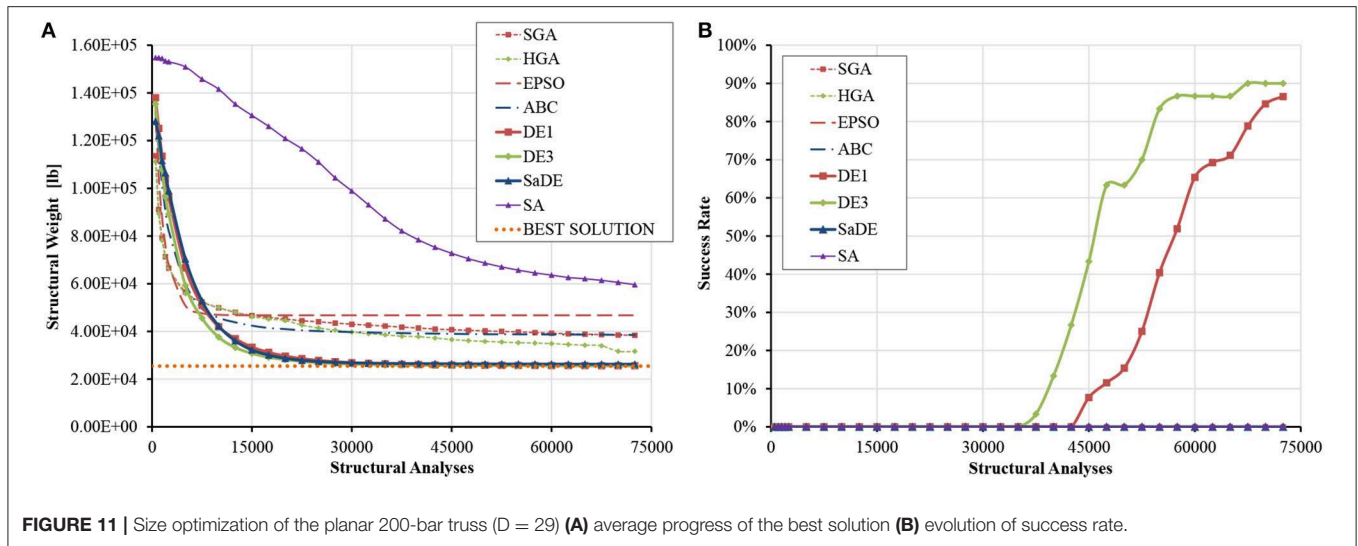 A
1.60E+05
1.40E+05
1.20E+05
1.00E+05
8.00E+04
6.00E+04
4.00E+04
2.00E+04
0.00E+00
Structural Weight [lb]
0
15000
30000
45000
60000
75000
Structural Analyses
SGA
HGA
EPSO
ABC
DE1
DE3
SaDE
SA
BEST SOLUTION
B
100%
90%
80%
70%
60%
50%
40%
30%
20%
10%
0%
Success Rate
0
15000
30000
45000
60000
75000
Structural Analyses
SGA
HGA
EPSO
ABC
DE1
DE3
SaDE
SA
FIGURE 11 | Size optimization of the planar 200-bar truss (D = 29) (A) average progress of the best solution (B) evolution of success rate.